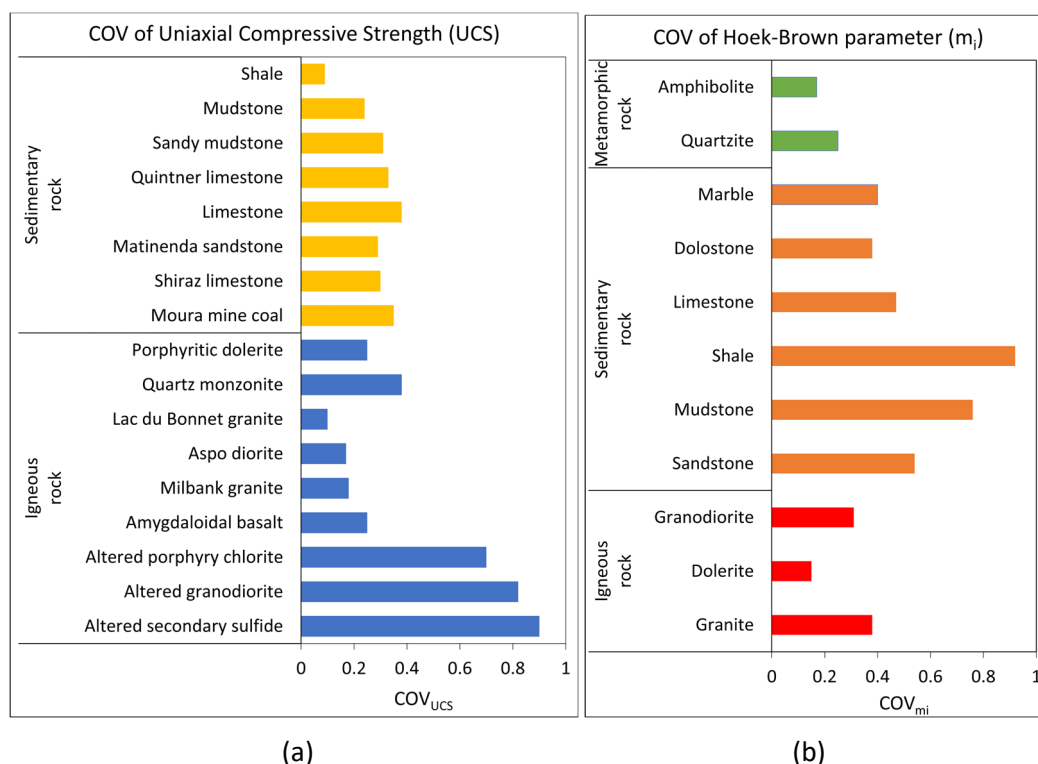 COV of Uniaxial Compressive Strength (UCS)
Sedimentary
rock
Shale
Mudstone
Sandy mudstone
Quintner limestone
Limestone
Matinenda sandstone
Shiraz limestone
Moura mine coal
Igneous
rock
Porphyritic dolerite
Quartz monzonite
Lac du Bonnet granite
Aspo diorite
Milbank granite
Amygdaloidal basalt
Altered porphyry chlorite
Altered granodiorite
Altered secondary sulfide
0 0.2 0.4 0.6 0.8 1
COV_UCS
(a)
COV of Hoek-Brown parameter (m_i)
Metamorphic
rock
Amphibolite
Quartzite
Sedimentary
rock
Marble
Dolostone
Limestone
Shale
Mudstone
Sandstone
Igneous
rock
Granodiorite
Dolerite
Granite
0 0.2 0.4 0.6 0.8 1
COV_mi
(b)